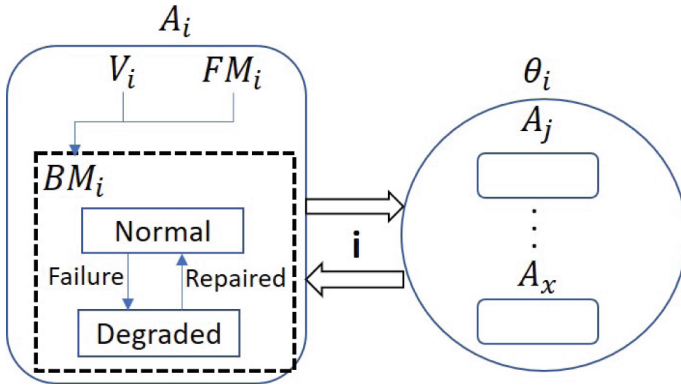 A_i
V_i FM_i
BM_i
Normal
Failure Repaired
Degraded
i
θ_i
A_j
A_x